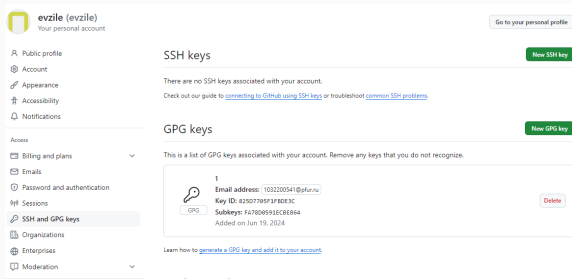 evzile (evzile)
Your personal account
Go to your personal profile
Public profile
Account
Appearance
Accessibility
Notifications
Access
Billing and plans
Emails
Password and authentication
Sessions
SSH and GPG keys
Organizations
Enterprises
Moderation
SSH keys
New SSH key
There are no SSH keys associated with your account.
Check out our guide to connecting to GitHub using SSH keys or troubleshoot common SSH problems.
GPG keys
New GPG key
This is a list of GPG keys associated with your account. Remove any keys that you do not recognize.
1
Email address: 1032200541@pfur.ru
Key ID: 825D7705F1FBDE3C
Subkeys: FA78D0591ECBE864
Added on Jun 19, 2024
GPG
Delete
Learn how to generate a GPG key and add it to your account.